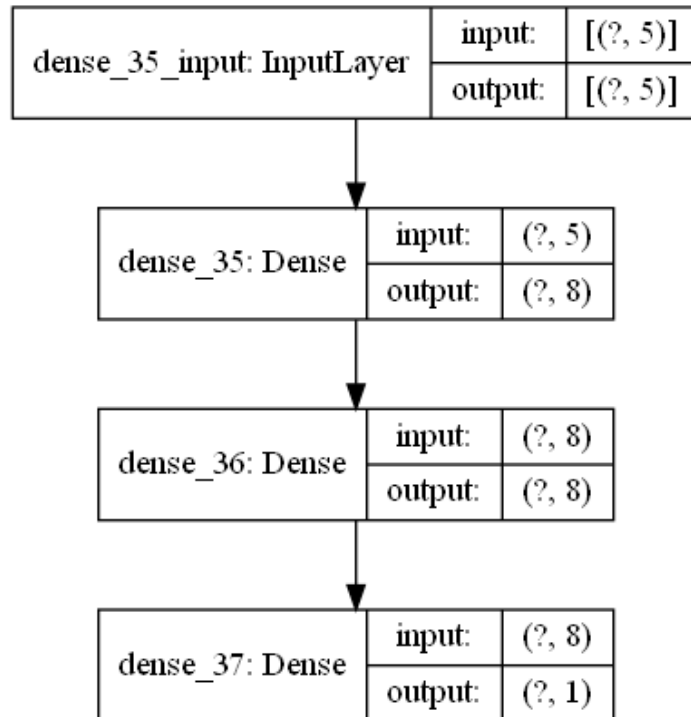 dense_35_input: InputLayer
input: [(?, 5)]
output: [(?, 5)]
dense_35: Dense
input: (?, 5)
output: (?, 8)
dense_36: Dense
input: (?, 8)
output: (?, 8)
dense_37: Dense
input: (?, 8)
output: (?, 1)